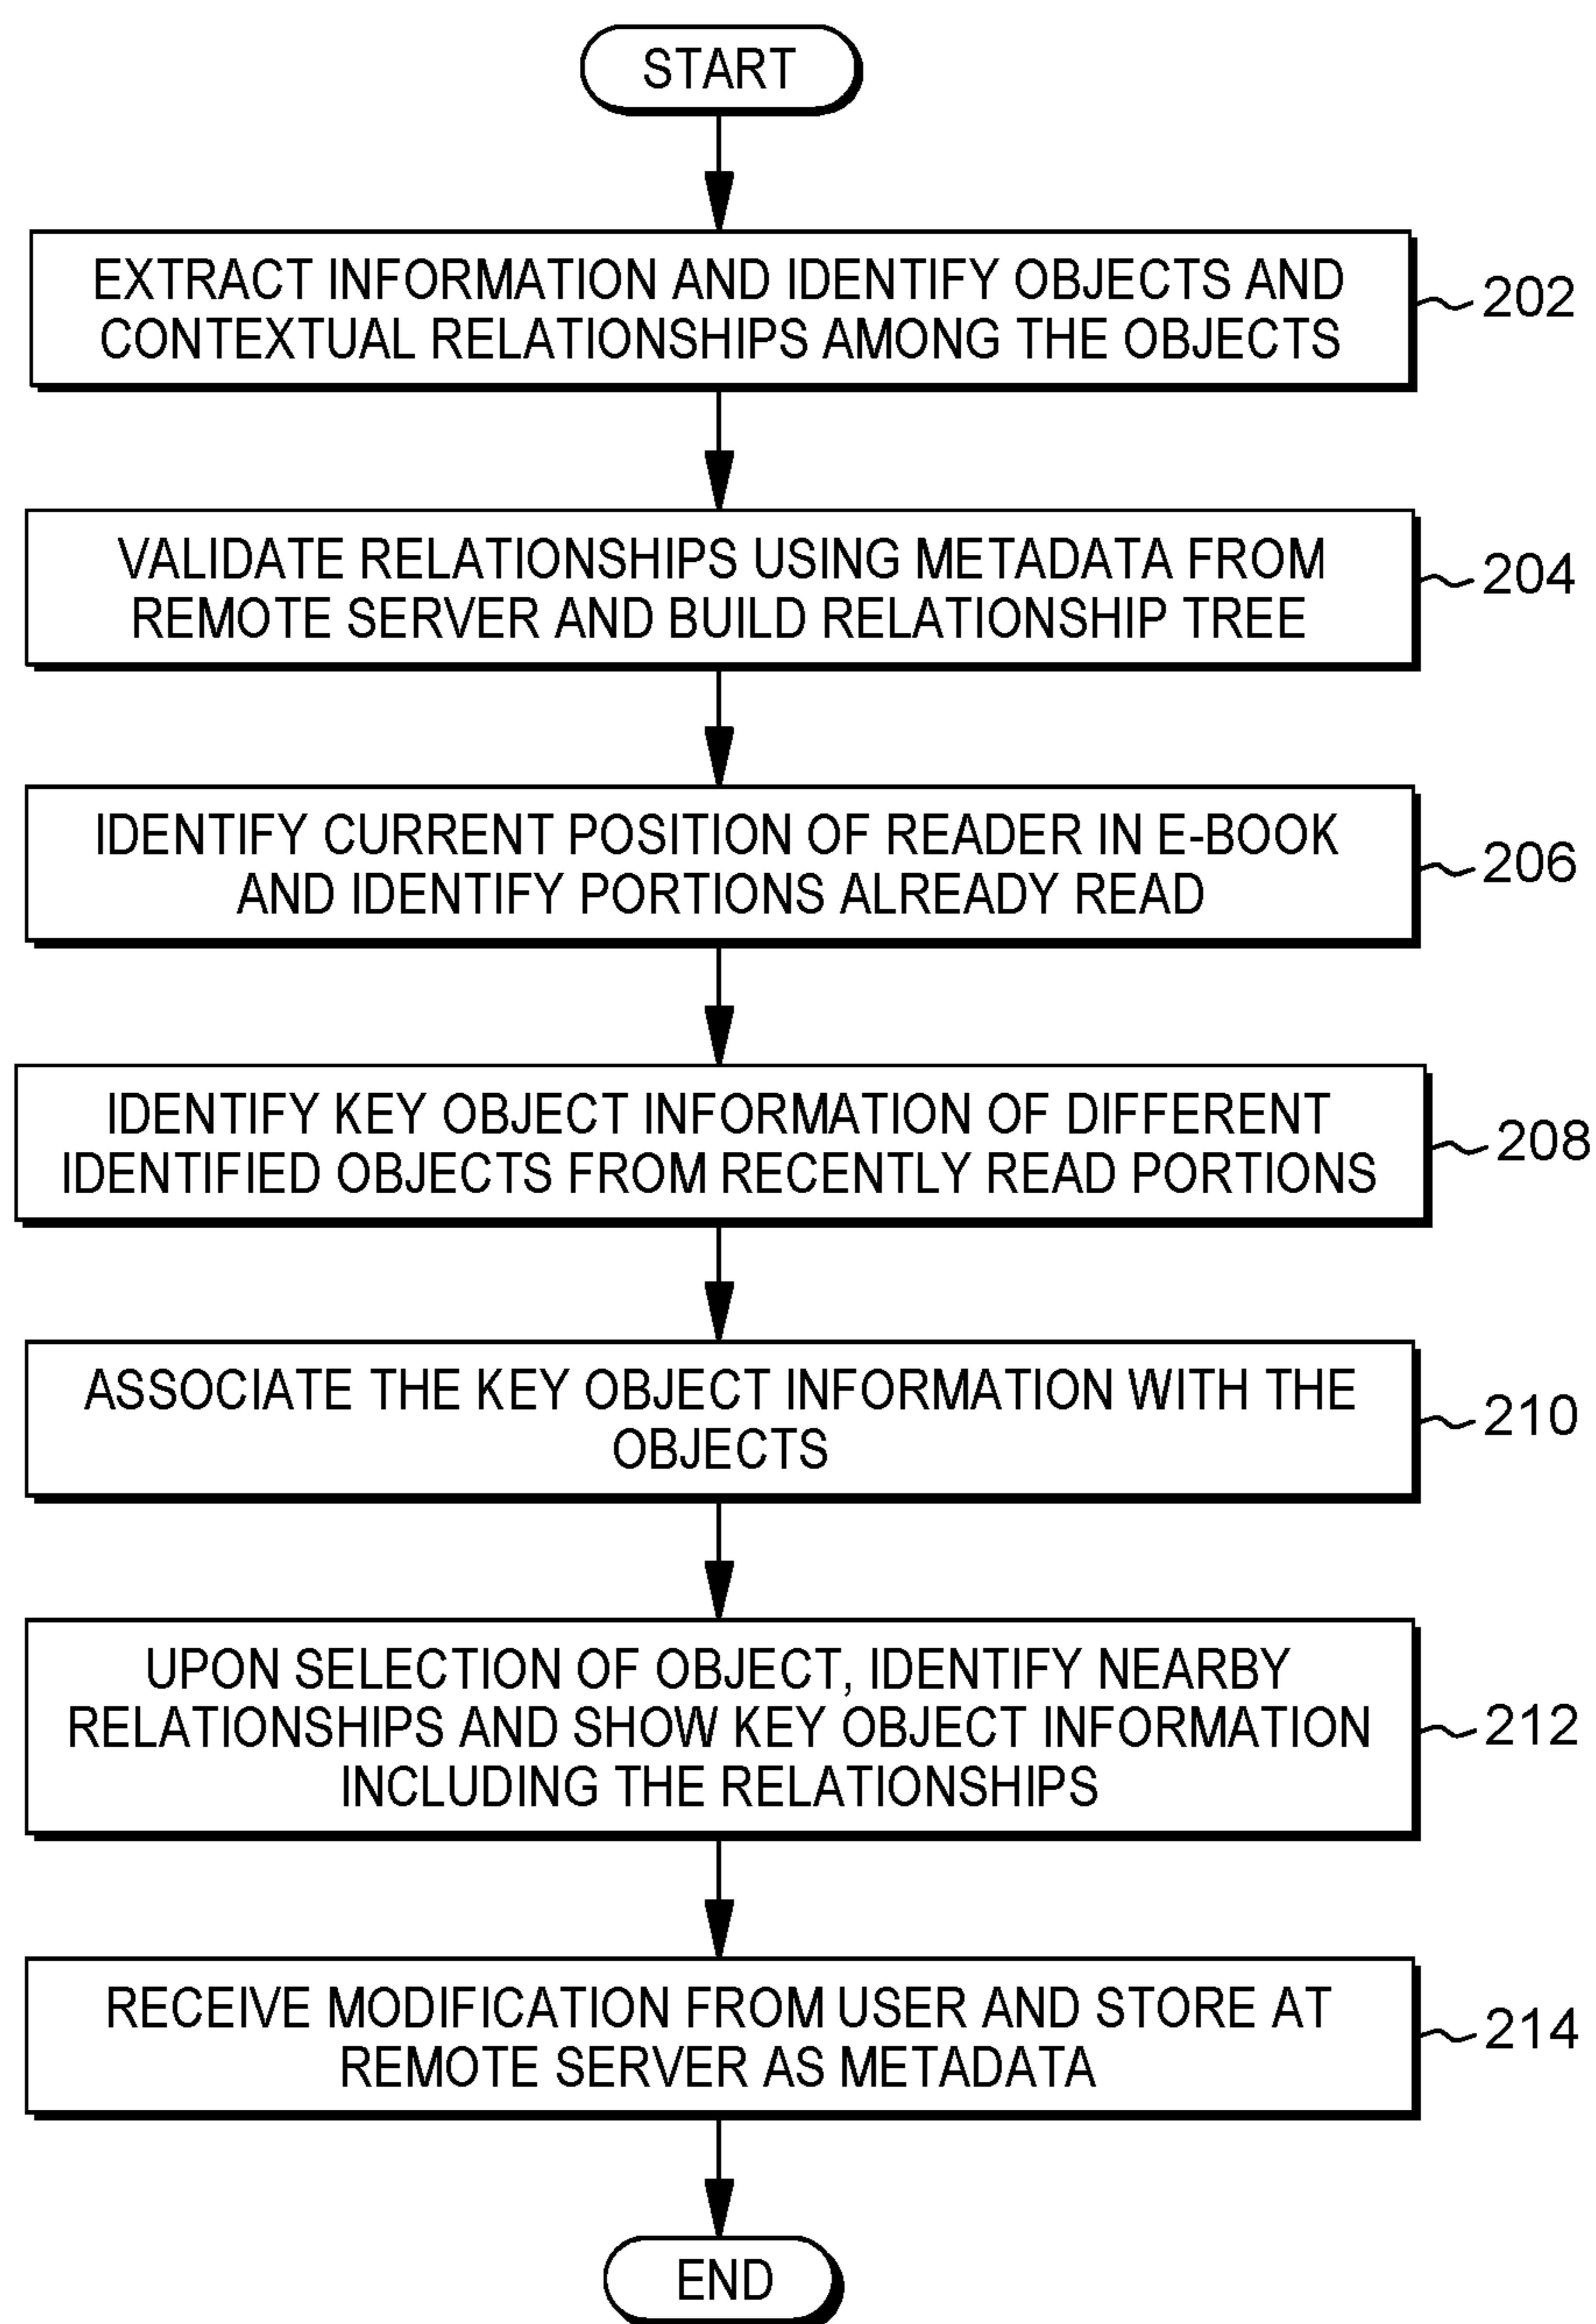 START
EXTRACT INFORMATION AND IDENTIFY OBJECTS AND
CONTEXTUAL RELATIONSHIPS AMONG THE OBJECTS
202
VALIDATE RELATIONSHIPS USING METADATA FROM
REMOTE SERVER AND BUILD RELATIONSHIP TREE
204
IDENTIFY CURRENT POSITION OF READER IN E-BOOK
AND IDENTIFY PORTIONS ALREADY READ
206
IDENTIFY KEY OBJECT INFORMATION OF DIFFERENT
IDENTIFIED OBJECTS FROM RECENTLY READ PORTIONS
208
ASSOCIATE THE KEY OBJECT INFORMATION WITH THE
OBJECTS
210
UPON SELECTION OF OBJECT, IDENTIFY NEARBY
RELATIONSHIPS AND SHOW KEY OBJECT INFORMATION
INCLUDING THE RELATIONSHIPS
212
RECEIVE MODIFICATION FROM USER AND STORE AT
REMOTE SERVER AS METADATA
214
END